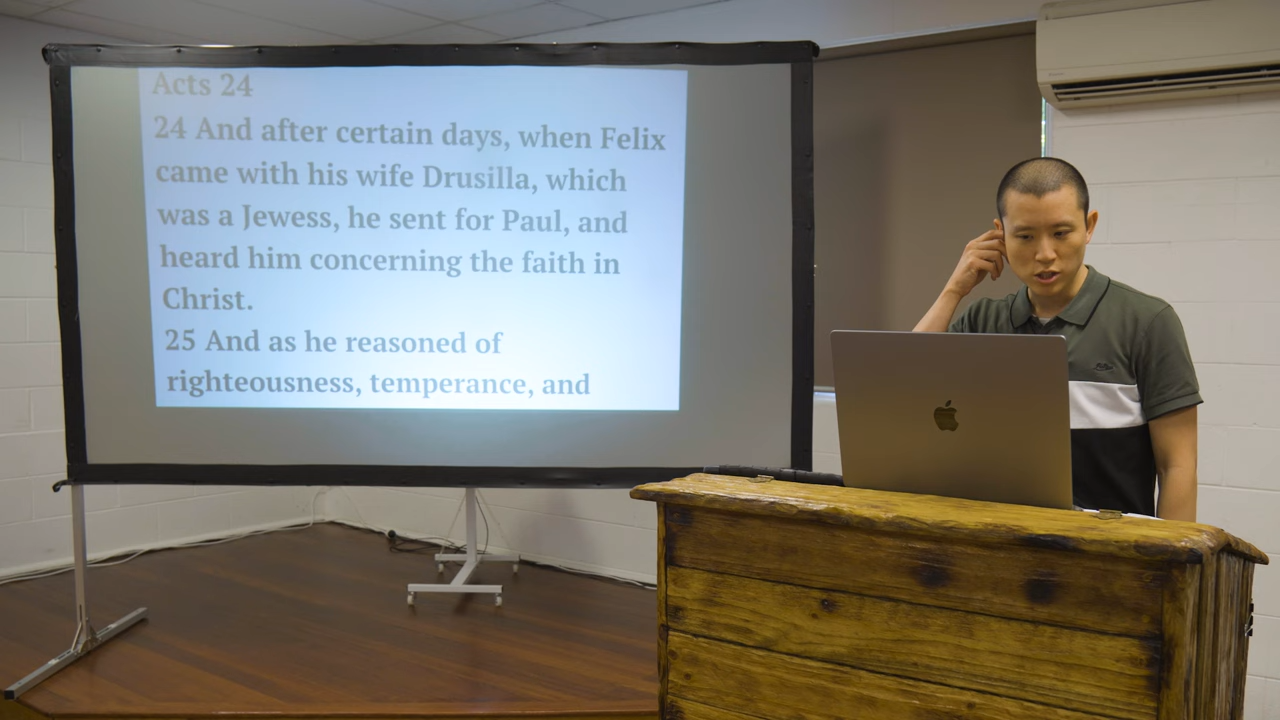 Acts 24
24 And after certain days, when Felix
came with his wife Drusilla, which
was a Jewess, he sent for Paul, and
heard him concerning the faith in
Christ.
25 And as he reasoned of
righteousness, temperance, and